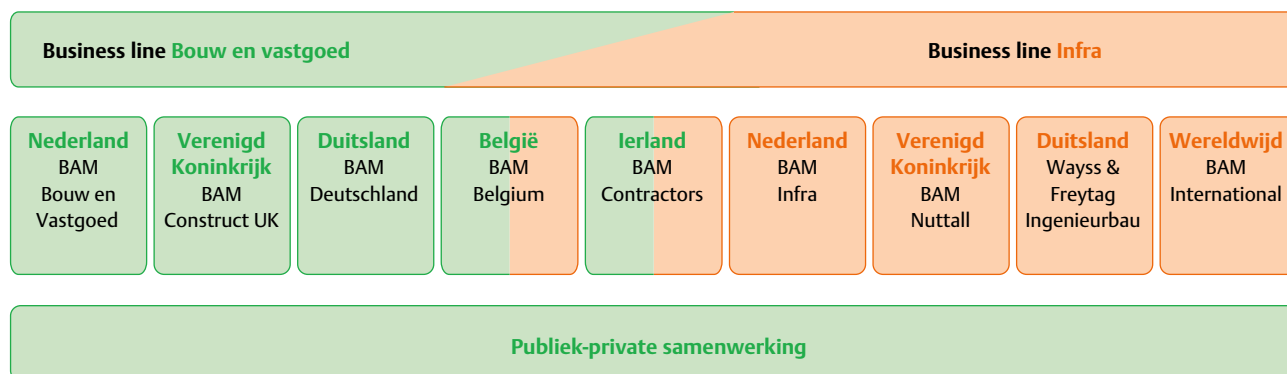 Business line Bouw en vastgoed
Business line Infra
Nederland
BAM
Bouw en
Vastgoed
Verenigd
Koninkrijk
BAM
Construct UK
Duitsland
BAM
Deutschland
België
BAM
Belgium
Ierland
BAM
Contractors
Nederland
BAM
Infra
Verenigd
Koninkrijk
BAM
Nuttall
Duitsland
Wayss &
Freytag
Ingenieurbau
Wereldwijd
BAM
International
Publiek-private samenwerking